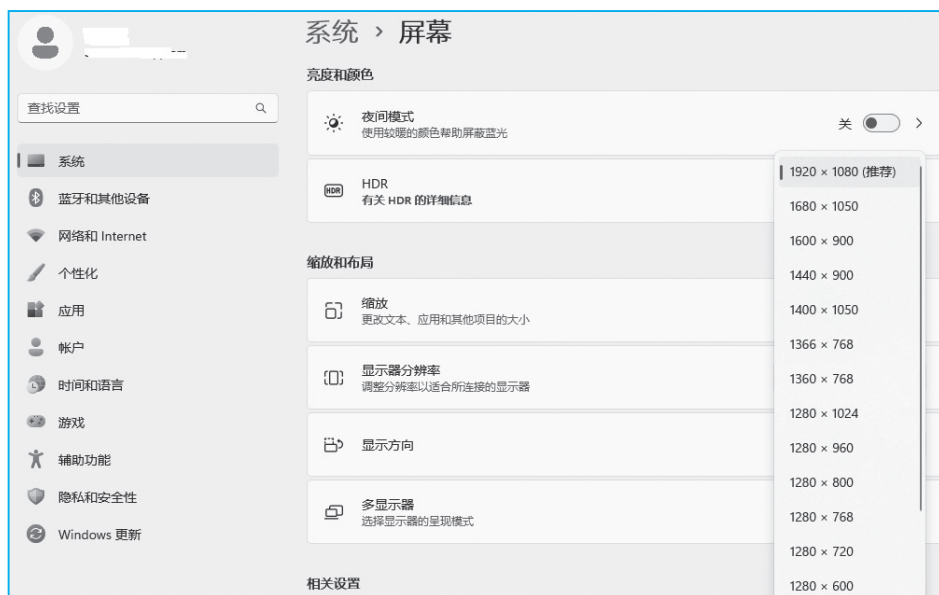 系统 › 屏幕
查找设置
系统
蓝牙和其他设备
网络和 Internet
个性化
应用
帐户
时间和语言
游戏
辅助功能
隐私和安全性
Windows 更新
亮度和颜色
夜间模式
使用较暖的颜色帮助屏蔽蓝光
关
HDR
HDR
有关 HDR 的详细信息
缩放和布局
缩放
更改文本、应用和其他项目的大小
显示器分辨率
调整分辨率以适合所连接的显示器
显示方向
多显示器
选择显示器的呈现模式
相关设置
1920 × 1080 (推荐)
1680 × 1050
1600 × 900
1440 × 900
1400 × 1050
1366 × 768
1360 × 768
1280 × 1024
1280 × 960
1280 × 800
1280 × 768
1280 × 720
1280 × 600